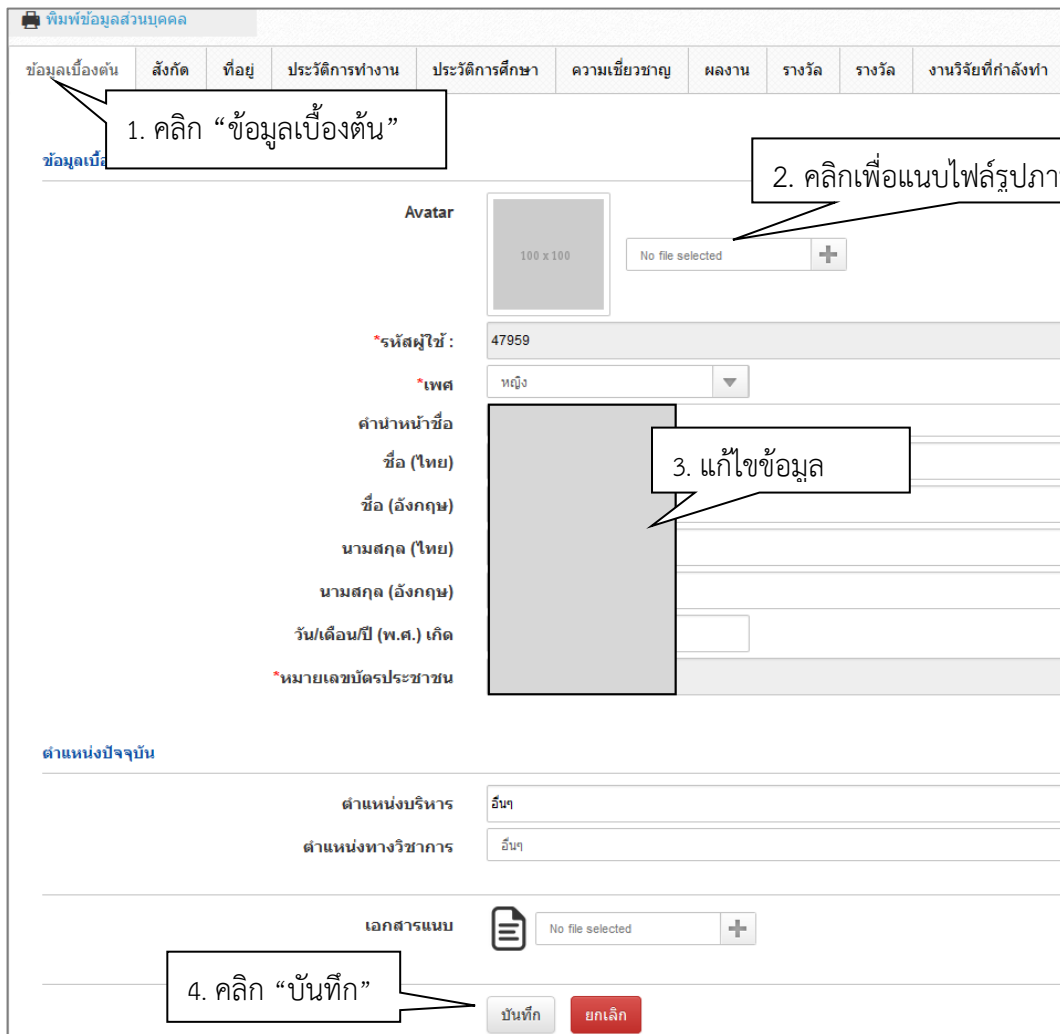 พิมพ์ข้อมูลส่วนบุคคล
ข้อมูลเบื้องต้น สังกัด ที่อยู่ ประวัติการทำงาน ประวัติการศึกษา ความเชี่ยวชาญ ผลงาน รางวัล รางวัล งานวิจัยที่กำลังทำ
1. คลิก “ข้อมูลเบื้องต้น”
2. คลิกเพื่อแนบไฟล์รูปภา
Avatar
100 x 100
No file selected
*รหัสผู้ใช้ : 47959
*เพศ หญิง
คำนำหน้าชื่อ
ชื่อ (ไทย)
3. แก้ไขข้อมูล
ชื่อ (อังกฤษ)
นามสกุล (ไทย)
นามสกุล (อังกฤษ)
วัน/เดือน/ปี (พ.ศ.) เกิด
*หมายเลขบัตรประชาชน
ตำแหน่งปัจจุบัน
ตำแหน่งบริหาร อื่นๆ
ตำแหน่งทางวิชาการ อื่นๆ
เอกสารแนบ No file selected
4. คลิก “บันทึก”
บันทึก ยกเลิก